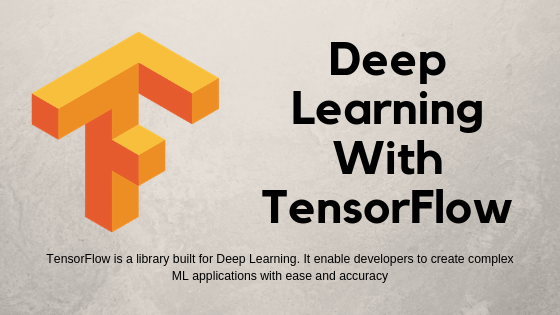 Deep
Learning
With
TensorFlow
TensorFlow is a library built for Deep Learning. It enable developers to create complex
ML applications with ease and accuracy